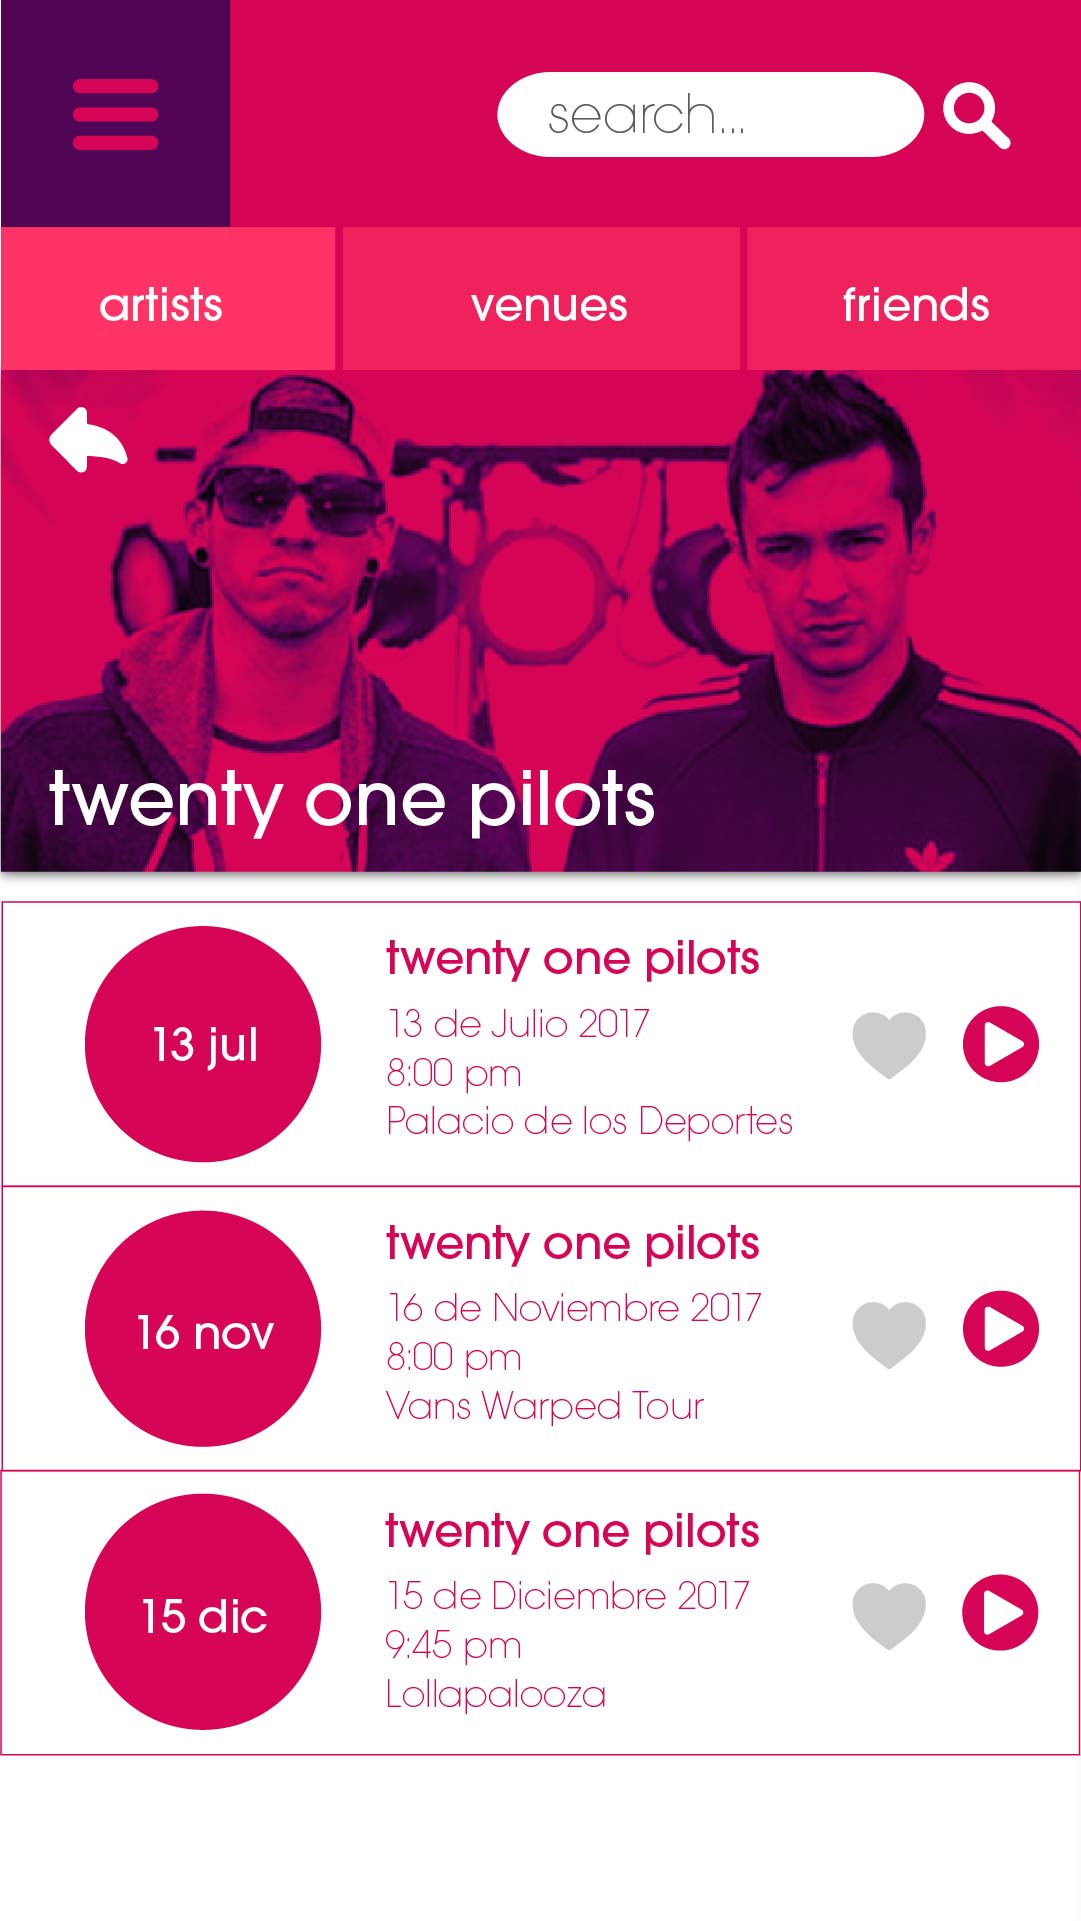 search...
artists
venues
friends
twenty one pilots
13 jul
twenty one pilots
13 de Julio 2017
8:00 pm
Palacio de los Deportes
16 nov
twenty one pilots
16 de Noviembre 2017
8:00 pm
Vans Warped Tour
15 dic
twenty one pilots
15 de Diciembre 2017
9:45 pm
Lollapalooza